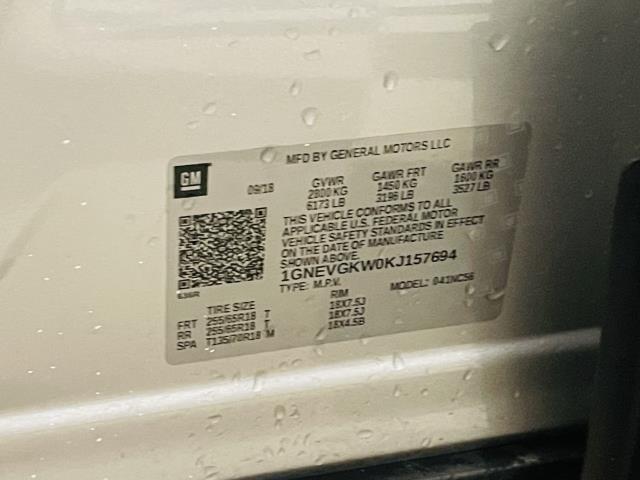 MFD BY GENERAL MOTORS LLC
GM
09/18 GVWR GAWR FRT GAWR RR
2800 KG 1450 KG 1600 KG
6173 LB 3196 LB 3527 LB
THIS VEHICLE CONFORMS TO ALL
APPLICABLE U.S. FEDERAL MOTOR
VEHICLE SAFETY STANDARDS IN EFFECT
ON THE DATE OF MANUFACTURE
SHOWN ABOVE.
1GNEVGKW0KJ157694
TYPE: M.P.V. MODEL: 041NC56
TIRE SIZE RIM
FRT 255/65R18 T 18X7.5J
RR 255/65R18 T 18X7.5J
SPA T135/70R18 M 18X4.5B